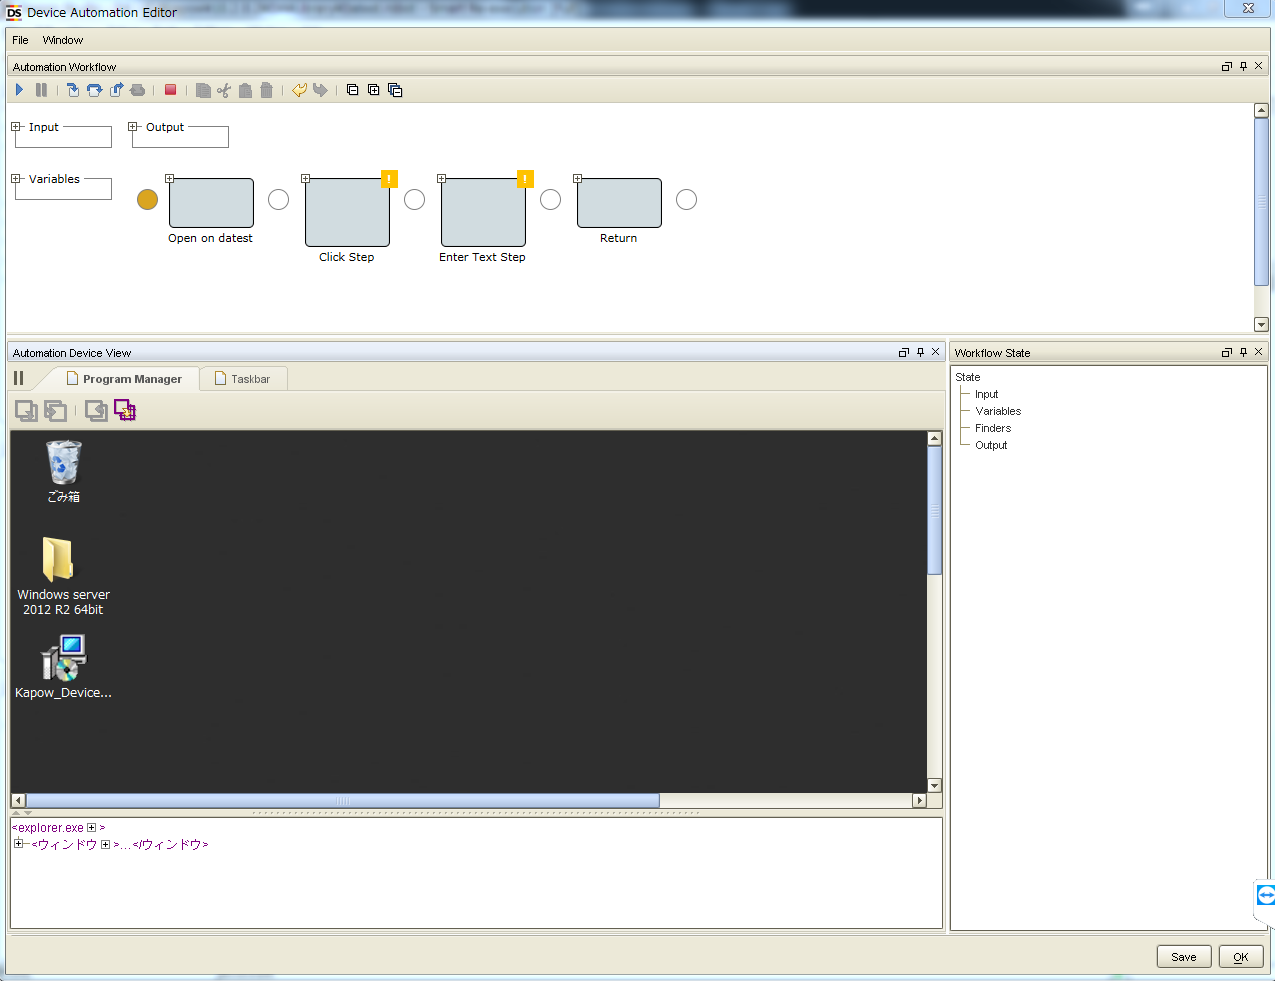 DS Device Automation Editor
File Window
Automation Workflow
Input Output
Variables
! !
Open on datest
Click Step
Enter Text Step
Return
Automation Device View
Program Manager Taskbar
ごみ箱
Windows server
2012 R2 64bit
Kapow_Device...
<explorer.exe >
<ウィンドウ >...</ウィンドウ>
Workflow State
State
Input
Variables
Finders
Output
Save OK